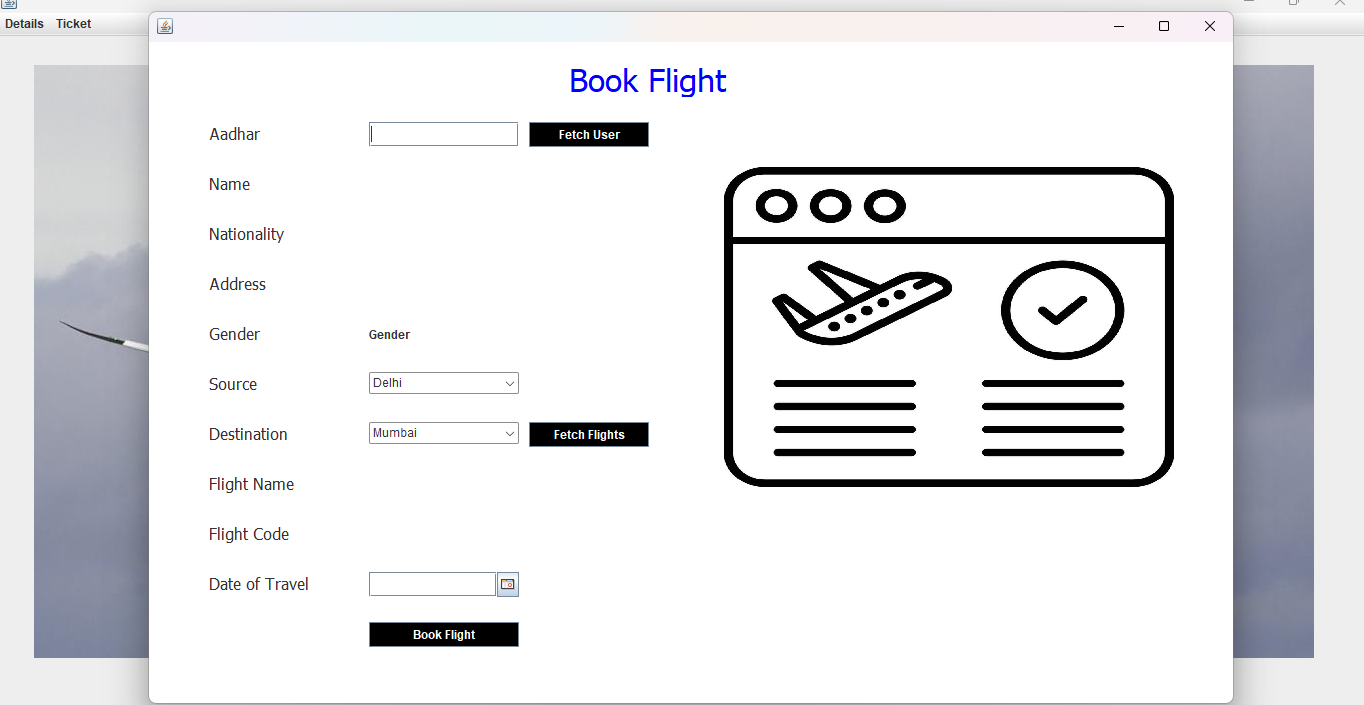 Details Ticket
Book Flight
Aadhar Fetch User
Name
Nationality
Address
Gender Gender
Source Delhi
Destination Mumbai Fetch Flights
Flight Name
Flight Code
Date of Travel
Book Flight